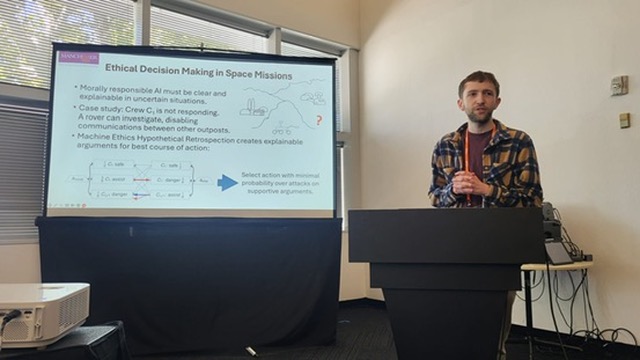 MANCHESTER
Ethical Decision Making in Space Missions
• Morally responsible AI must be clear and
explainable in uncertain situations.
• Case study: Crew C₁ is not responding.
A rover can investigate, disabling
communications between other outposts.
• Machine Ethics Hypothetical Retrospection creates explainable
arguments for best course of action:
?
Select action with minimal
probability over attacks on
supportive arguments.